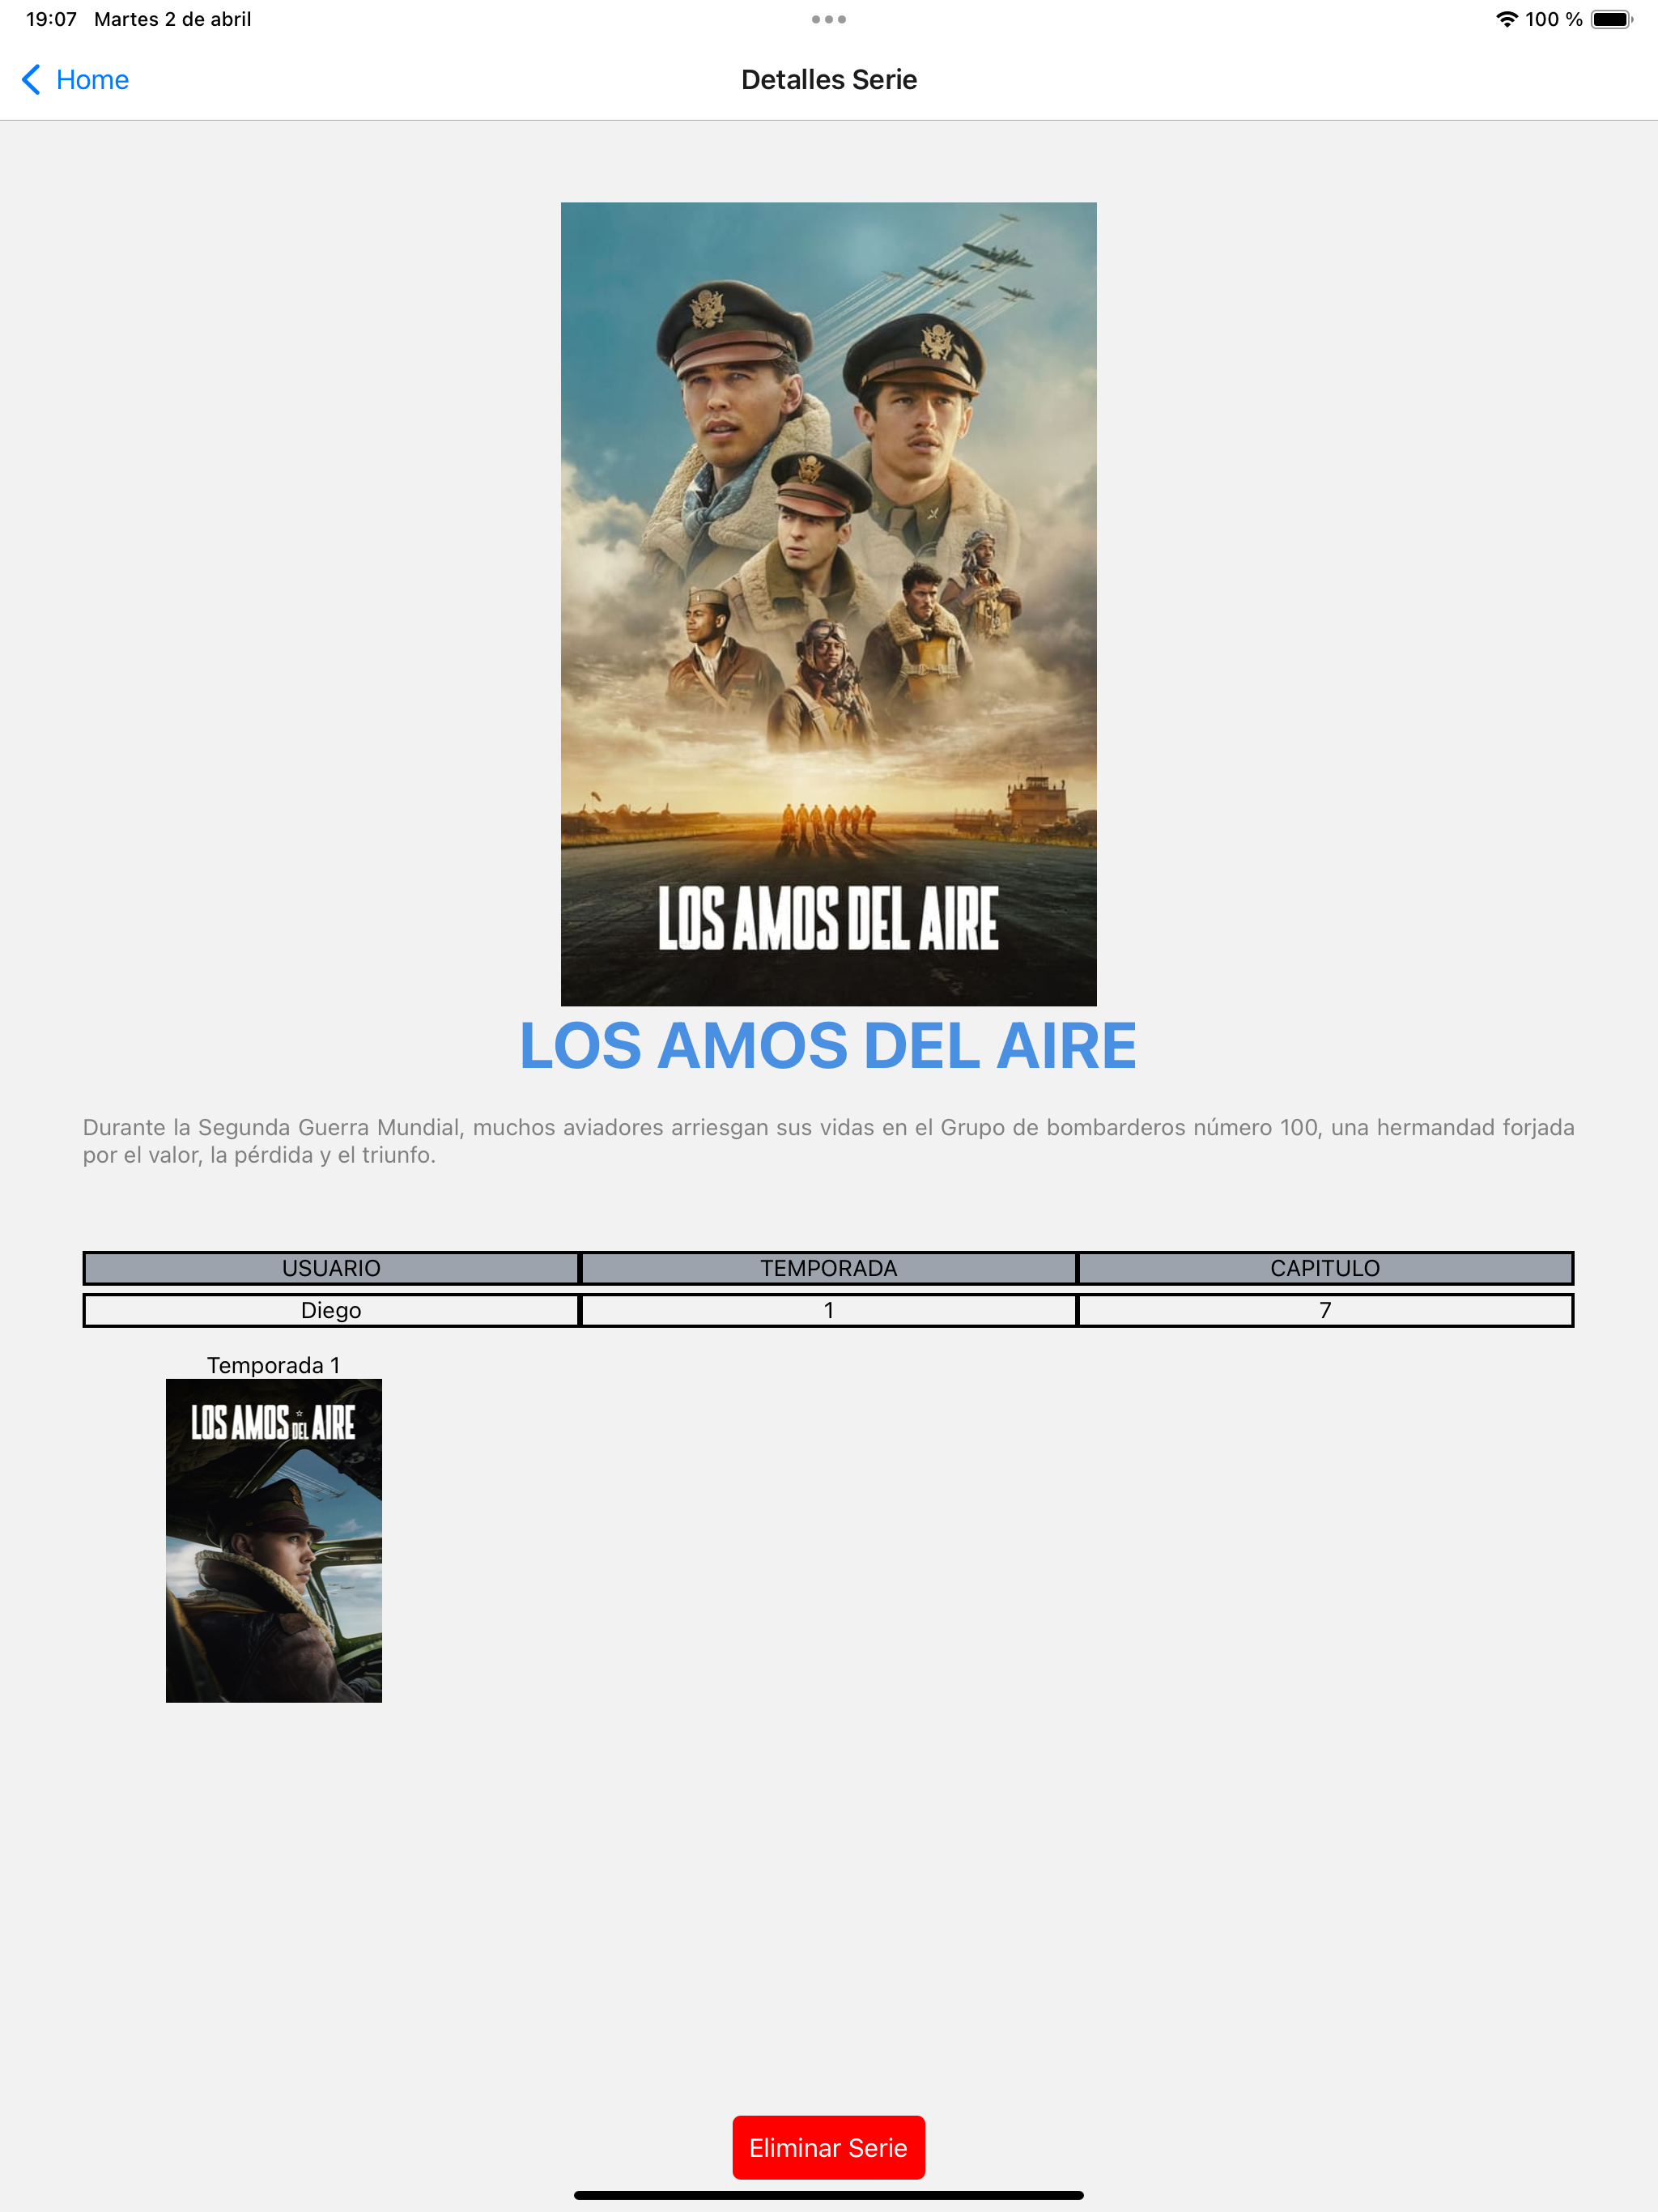 19:07 Martes 2 de abril
100 %
Home
Detalles Serie
LOS AMOS DEL AIRE
LOS AMOS DEL AIRE
Durante la Segunda Guerra Mundial, muchos aviadores arriesgan sus vidas en el Grupo de bombarderos número 100, una hermandad forjada
por el valor, la pérdida y el triunfo.
USUARIO TEMPORADA CAPITULO
Diego 1 7
Temporada 1
LOS AMOS DEL AIRE
Eliminar Serie